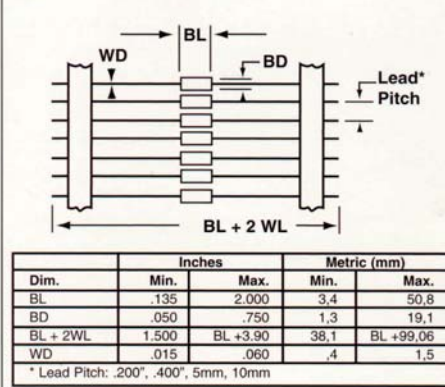 BL
WD
BD
Lead*
Pitch
BL + 2 WL
Inches Metric (mm)
Dim. Min. Max. Min. Max.
BL .135 2.000 3,4 50,8
BD .050 .750 1,3 19,1
BL + 2WL 1.500 BL +3.90 38,1 BL +99,06
WD .015 .060 ,4 1,5
* Lead Pitch: .200", .400", 5mm, 10mm